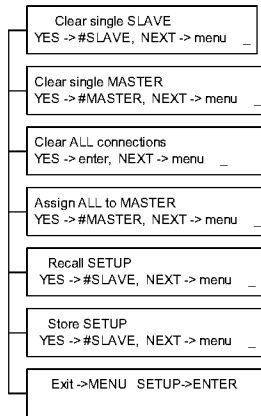 Clear single SLAVE
YES -> #SLAVE, NEXT -> menu _
Clear single MASTER
YES -> #MASTER, NEXT -> menu _
Clear ALL connections
YES -> enter, NEXT -> menu _
Assign ALL to MASTER
YES -> #MASTER, NEXT -> menu _
Recall SETUP
YES -> #SLAVE, NEXT -> menu _
Store SETUP
YES -> #SLAVE, NEXT -> menu _
Exit ->MENU SETUP->ENTER